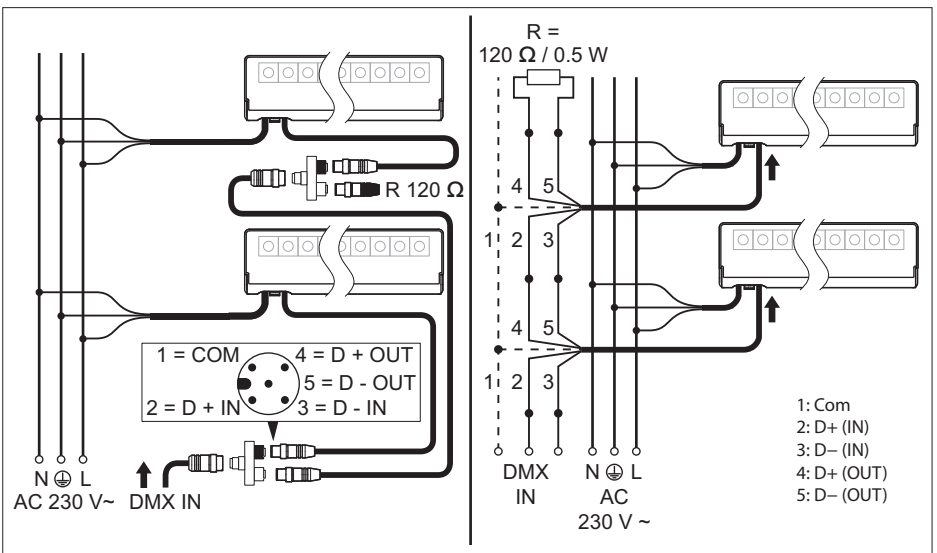 R 120 Ω
1 = COM
4 = D + OUT
5 = D - OUT
2 = D + IN
3 = D - IN
N L
AC 230 V~
DMX IN
R =
120 Ω / 0.5 W
4 5
1 2 3
4 5
1 2 3
DMX
IN
N L
AC
230 V ~
1: Com
2: D+ (IN)
3: D− (IN)
4: D+ (OUT)
5: D− (OUT)